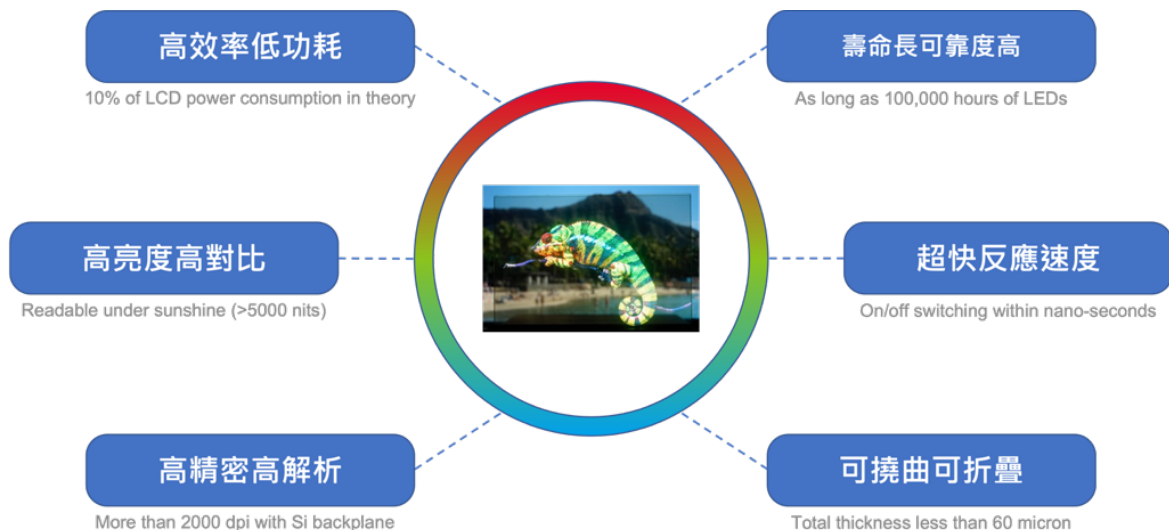 高效率低功耗
10% of LCD power consumption in theory
壽命長可靠度高
As long as 100,000 hours of LEDs
高亮度高對比
Readable under sunshine (>5000 nits)
超快反應速度
On/off switching within nano-seconds
高精密高解析
More than 2000 dpi with Si backplane
可撓曲可折疊
Total thickness less than 60 micron